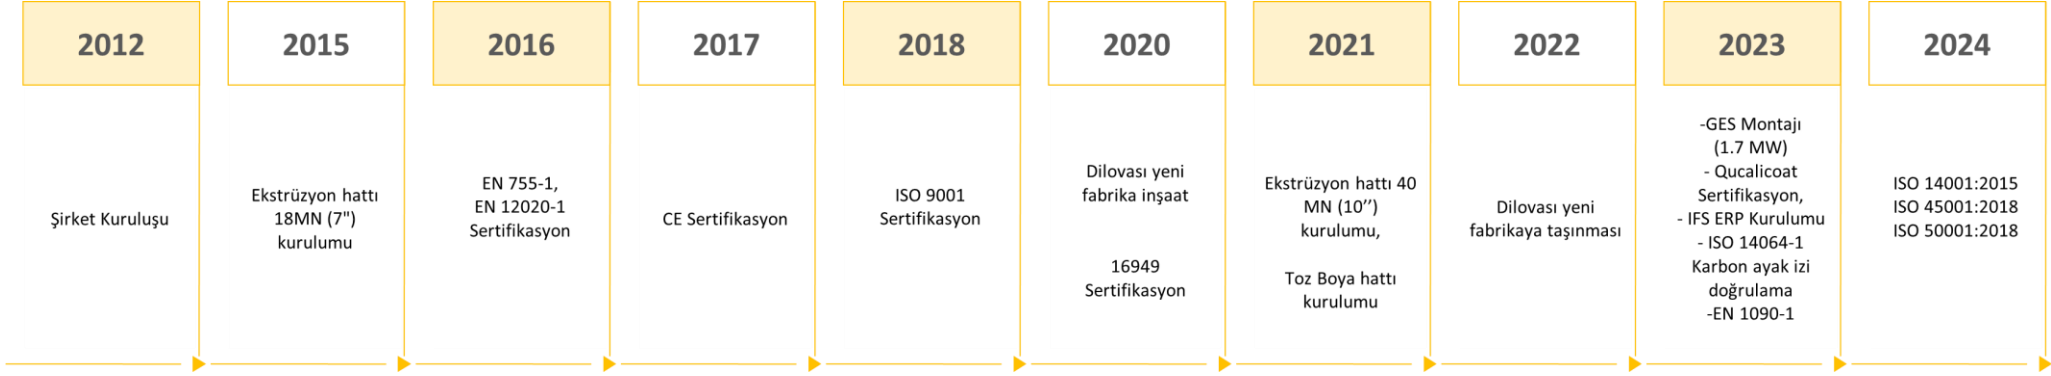 2012
Şirket Kuruluşu
2015
Ekstrüzyon hattı
18MN (7")
kurulumu
2016
EN 755-1,
EN 12020-1
Sertifikasyon
2017
CE Sertifikasyon
2018
ISO 9001
Sertifikasyon
2020
Dilovası yeni
fabrika inşaat
16949
Sertifikasyon
2021
Ekstrüzyon hattı 40
MN (10’’)
kurulumu,
Toz Boya hattı
kurulumu
2022
Dilovası yeni
fabrikaya taşınması
2023
-GES Montajı
(1.7 MW)
- Qucalicoat
Sertifikasyon,
- IFS ERP Kurulumu
- ISO 14064-1
Karbon ayak izi
doğrulama
-EN 1090-1
2024
ISO 14001:2015
ISO 45001:2018
ISO 50001:2018